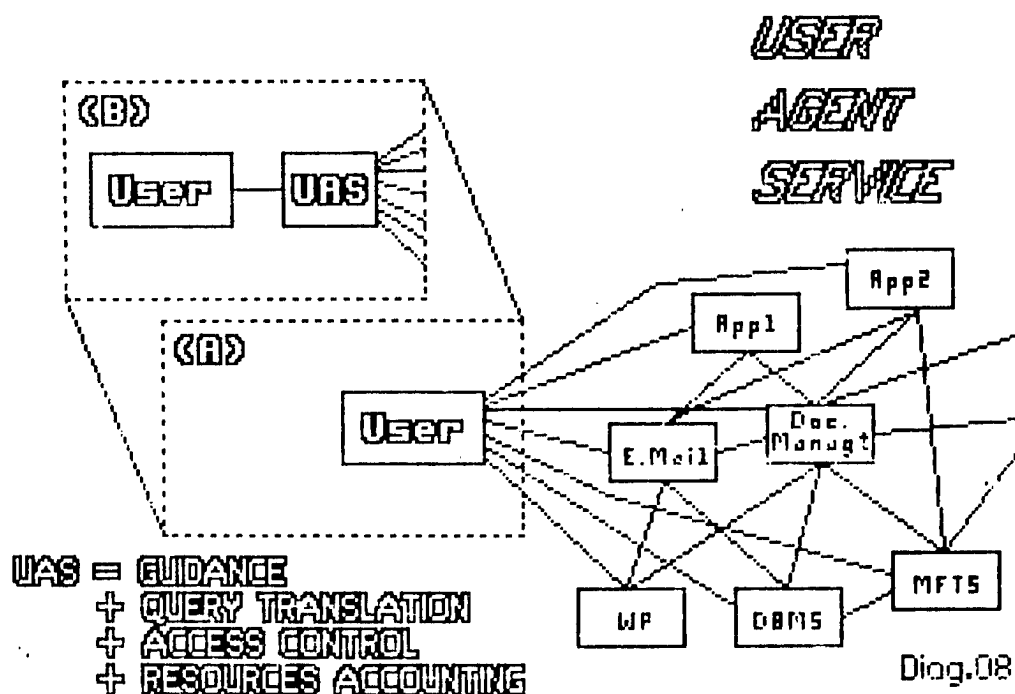 USER
AGENT
SERVICE
(B)
User
UAS
(A)
User
App2
App1
Doc.
Managt
E.Mail
MFTS
WP
DBMS
UAS = GUIDANCE
+ QUERY TRANSLATION
+ ACCESS CONTROL
+ RESOURCES ACCOUNTING
Diag.08